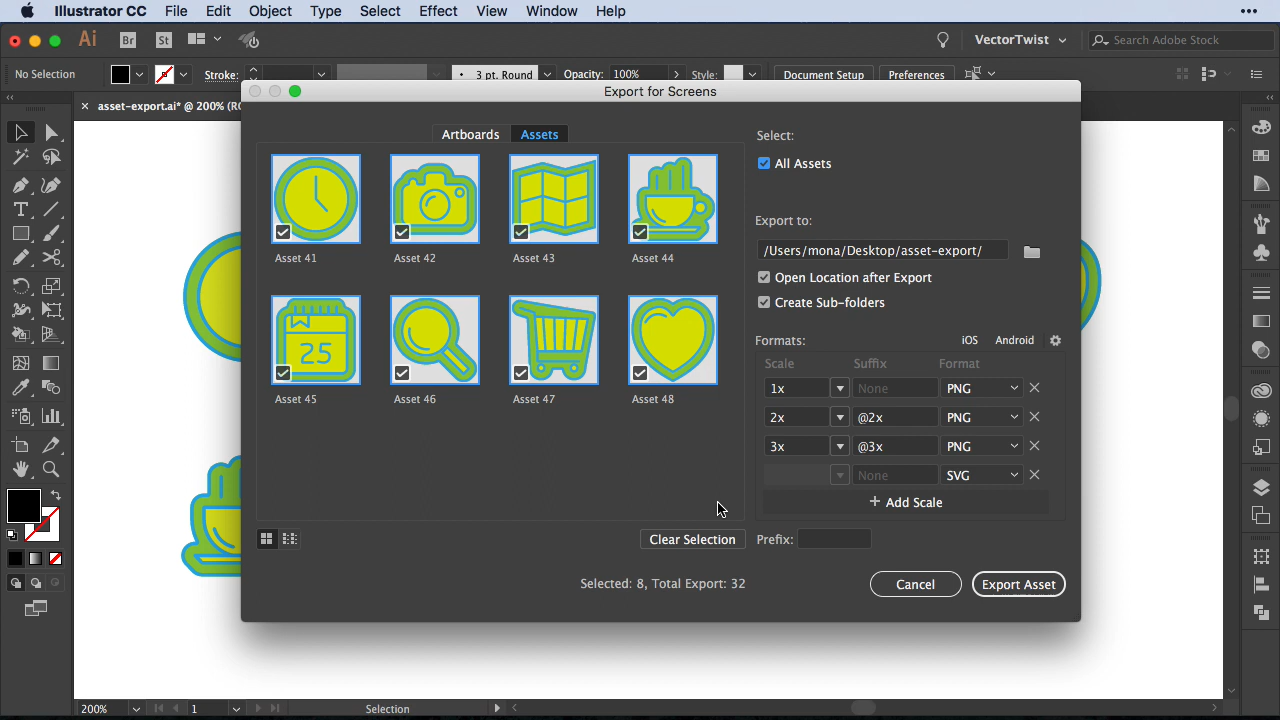 Illustrator CC File Edit Object Type Select Effect View Window Help •••
Ai Br St VectorTwist Search Adobe Stock
No Selection Stroke: 3 pt. Round Opacity: 100% Style: Document Setup Preferences
asset-export.ai* @ 200%
Export for Screens
Artboards Assets
Select:
All Assets
Asset 41 Asset 42 Asset 43 Asset 44
Export to:
/Users/mona/Desktop/asset-export/
Open Location after Export
Create Sub-folders
25
Asset 45 Asset 46 Asset 47 Asset 48
Formats: iOS Android
Scale Suffix Format
1x None PNG
2x @2x PNG
3x @3x PNG
None SVG
+ Add Scale
Clear Selection Prefix:
Selected: 8, Total Export: 32
Cancel Export Asset
200% 1 Selection